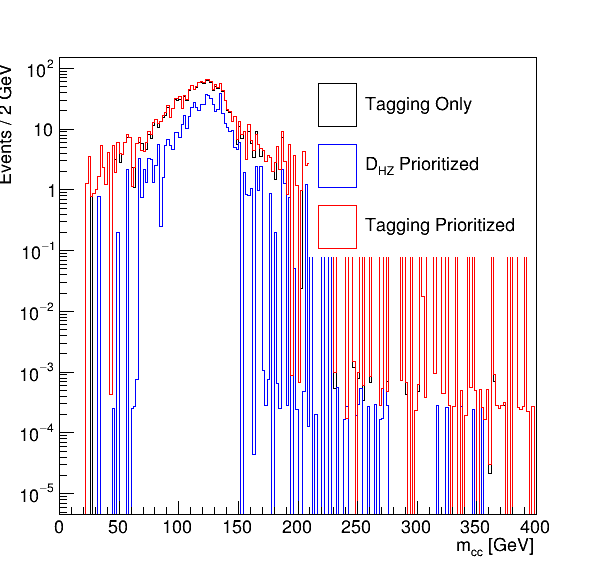 Events / 2 GeV
10²
10
1
10⁻¹
10⁻²
10⁻³
10⁻⁴
10⁻⁵
Tagging Only
D_HZ Prioritized
Tagging Prioritized
0 50 100 150 200 250 300 350 400
m_cc [GeV]